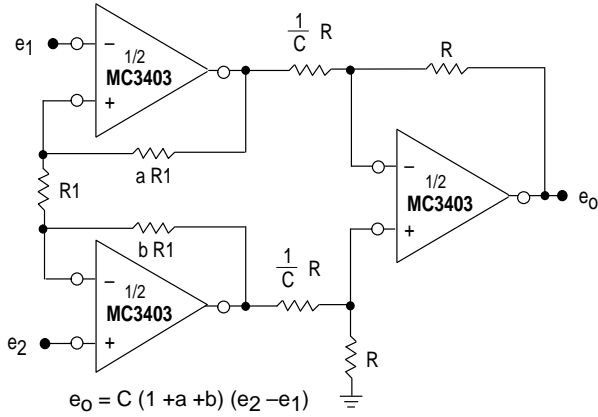 e1
−
1/2
MC3403
+
1/C R
R
a R1
R1
−
1/2
MC3403
+
eo
b R1
−
1/2
MC3403
+
e2
1/C R
R
eo = C (1 +a +b) (e2 –e1)